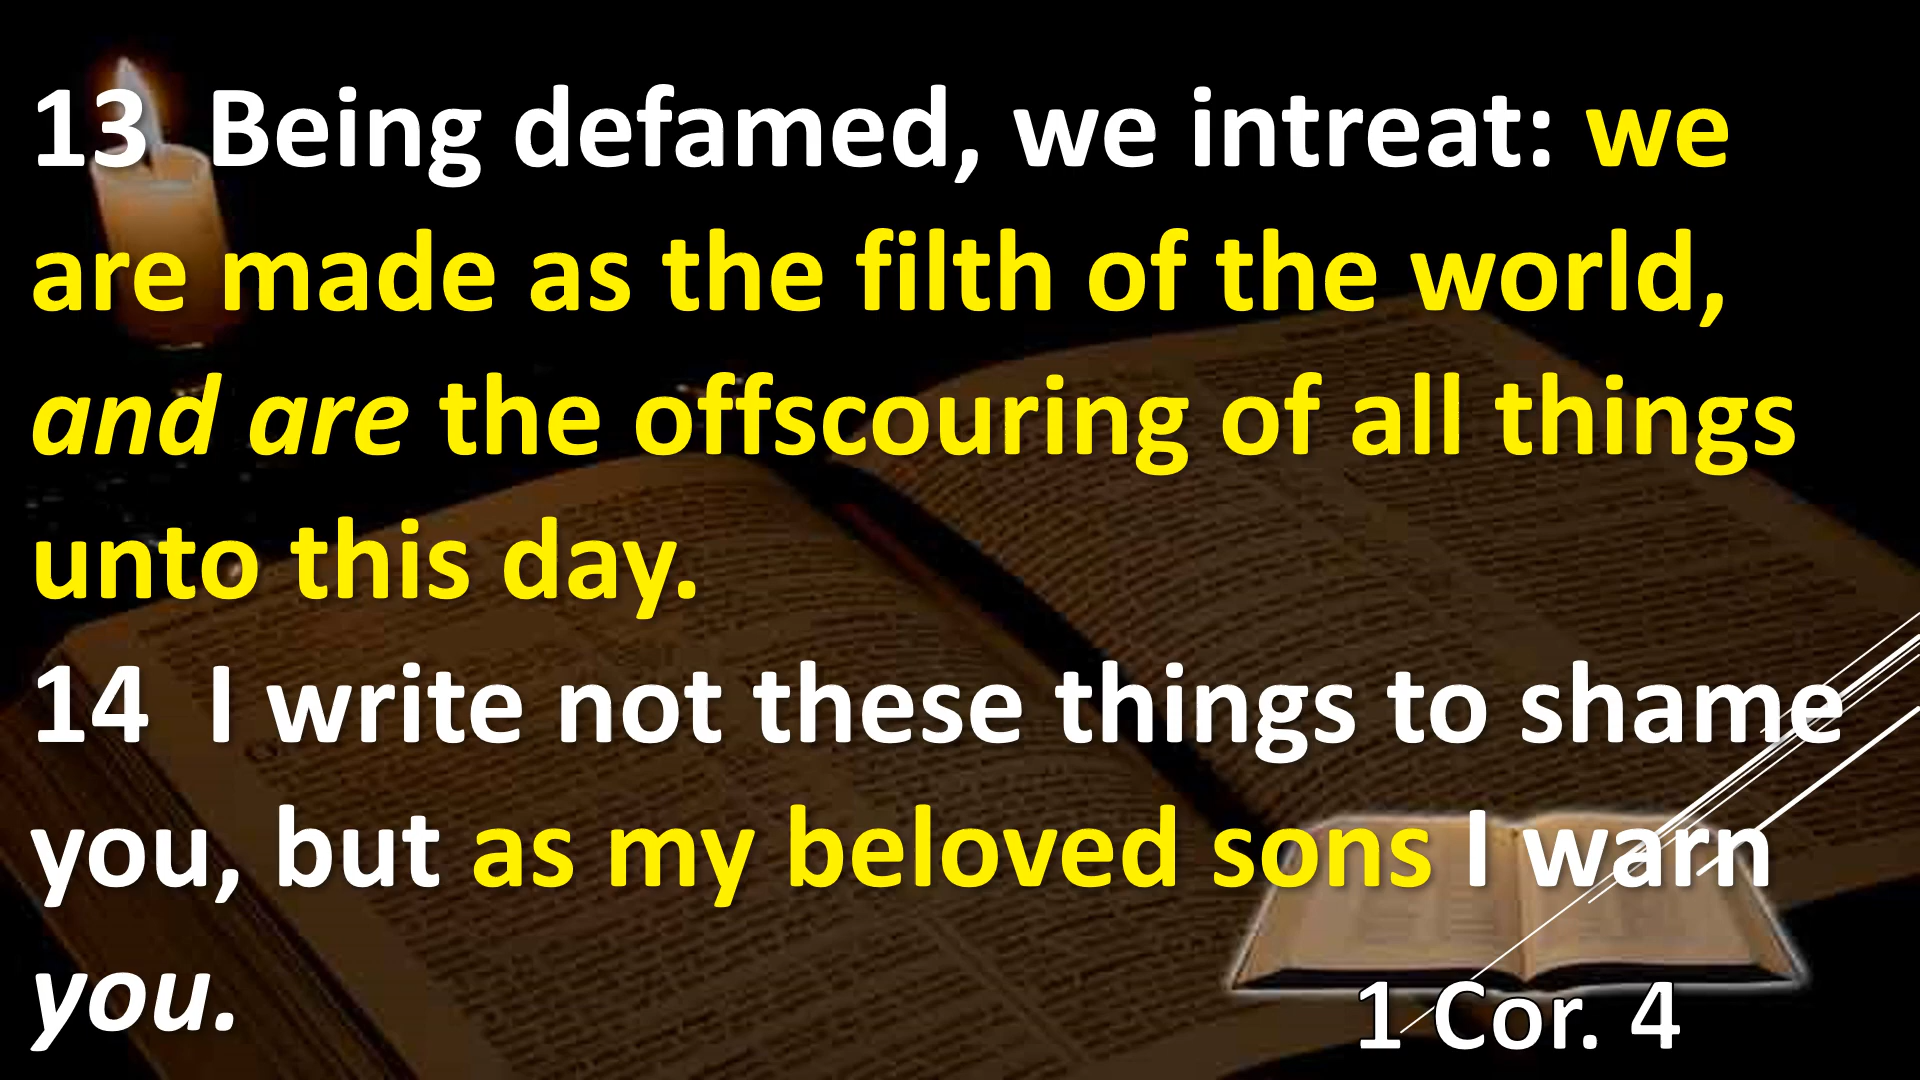 13  Being defamed, we intreat: we
are made as the filth of the world,
and are the offscouring of all things
unto this day.
14  I write not these things to shame
you, but as my beloved sons I warn
you.
1 Cor. 4